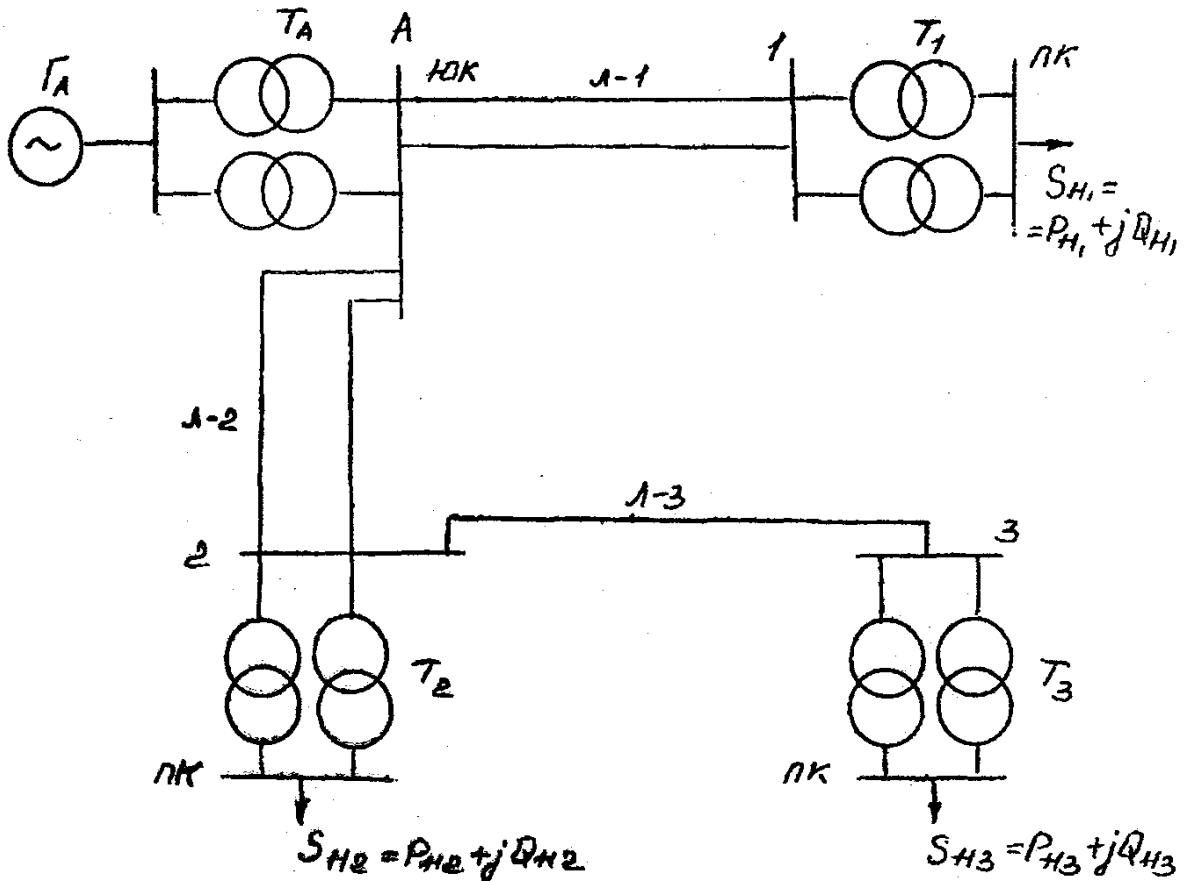 Т_А
А
1
Т_1
ПК
Г_А
ЮК
Л-1
~
S_Н1 =
= P_Н1 + jQ_Н1
Л-2
Л-3
2
3
Т_2
Т_3
ПК
ПК
S_Н2 = P_Н2 + jQ_Н2
S_Н3 = P_Н3 + jQ_Н3